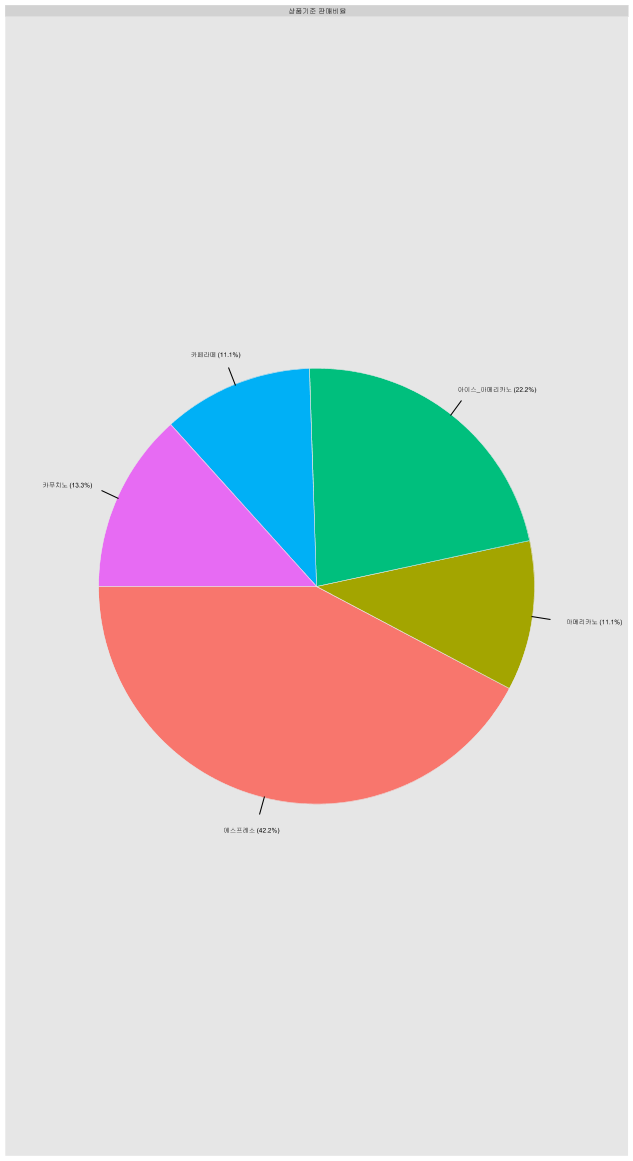 상품기준 판매비율
카페라떼 (11.1%)
아이스_아메리카노 (22.2%)
카푸치노 (13.3%)
아메리카노 (11.1%)
에스프레소 (42.2%)